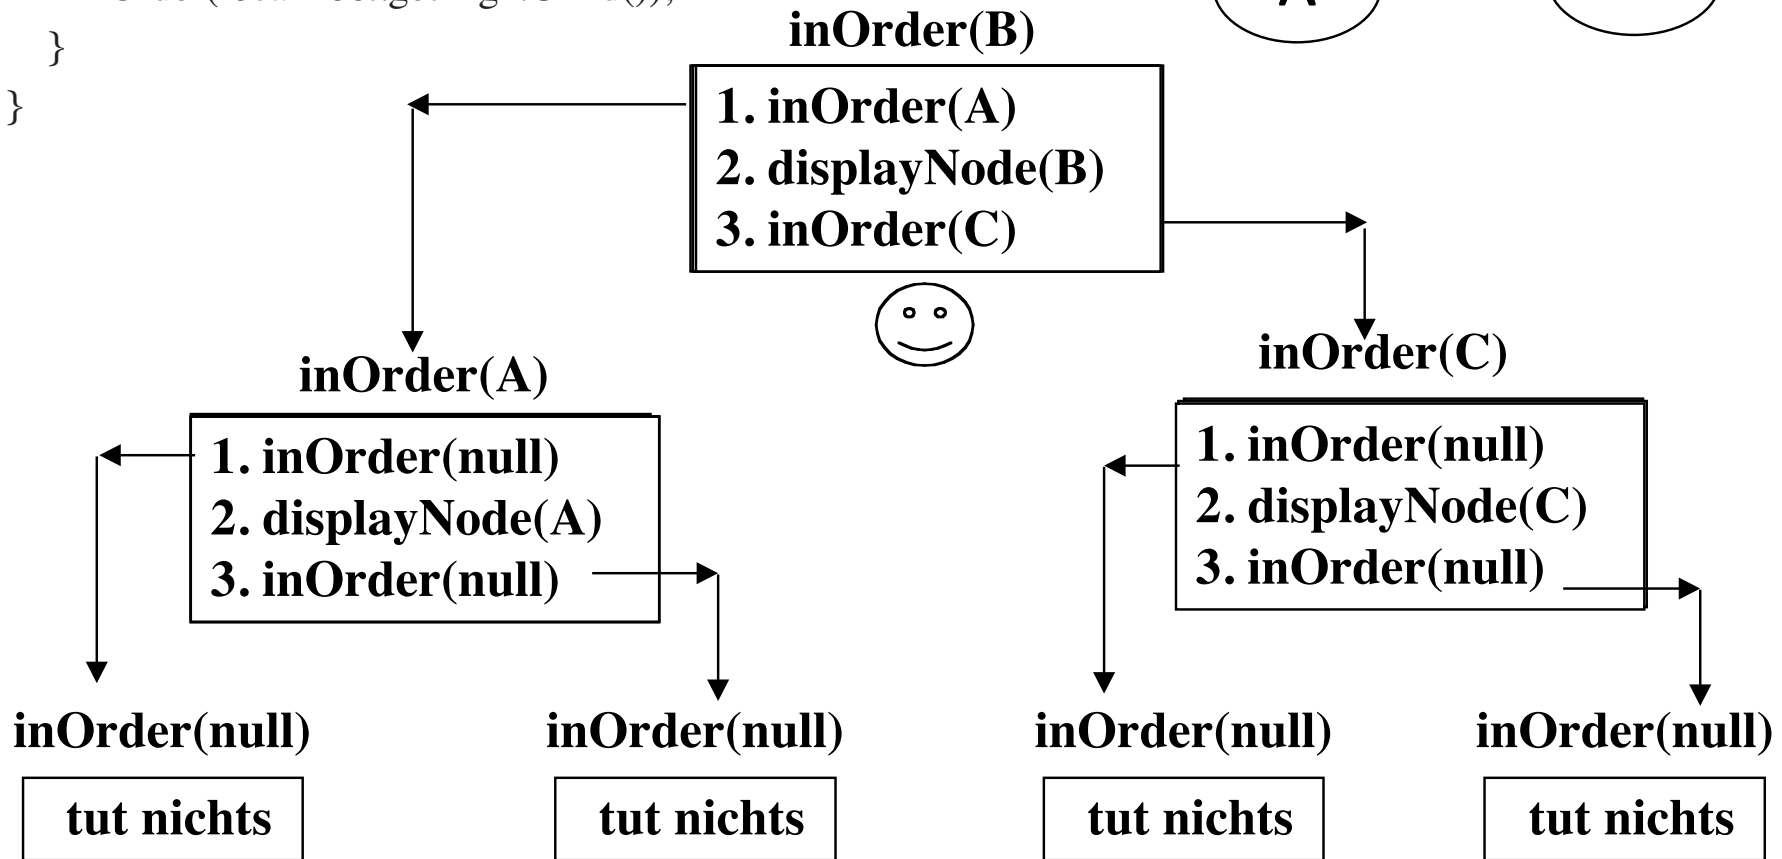 }
}
inOrder(B)
1. inOrder(A)
2. displayNode(B)
3. inOrder(C)
inOrder(A)
1. inOrder(null)
2. displayNode(A)
3. inOrder(null)
inOrder(C)
1. inOrder(null)
2. displayNode(C)
3. inOrder(null)
inOrder(null)
inOrder(null)
inOrder(null)
inOrder(null)
tut nichts
tut nichts
tut nichts
tut nichts